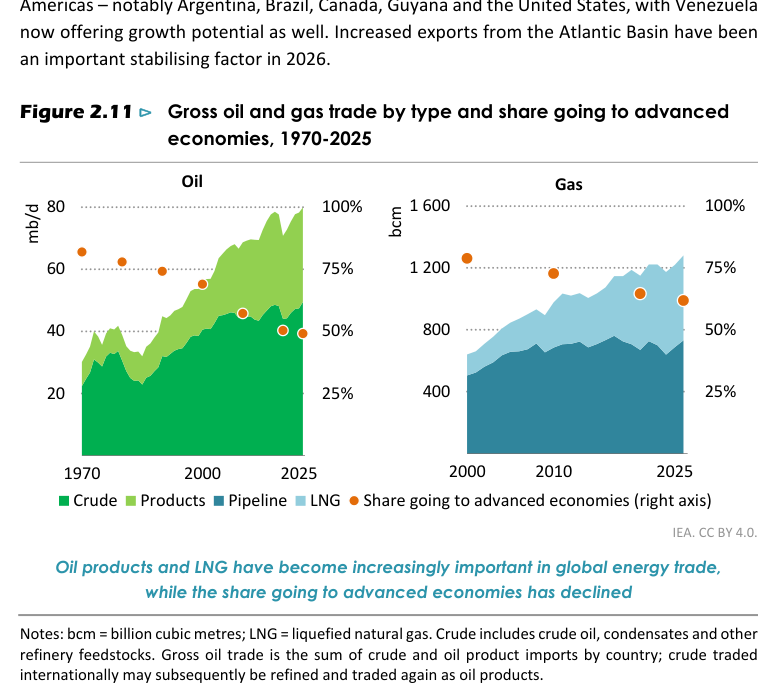 Americas – notably Argentina, Brazil, Canada, Guyana and the United States, with Venezuela
now offering growth potential as well. Increased exports from the Atlantic Basin have been
an important stabilising factor in 2026.
Figure 2.11 ▷ Gross oil and gas trade by type and share going to advanced
economies, 1970-2025
Oil
mb/d
80
60
40
20
100%
75%
50%
25%
1970
2000
2025
Gas
bcm
1 600
1 200
800
400
100%
75%
50%
25%
2000
2010
2025
Crude Products Pipeline LNG Share going to advanced economies (right axis)
IEA. CC BY 4.0.
Oil products and LNG have become increasingly important in global energy trade,
while the share going to advanced economies has declined
Notes: bcm = billion cubic metres; LNG = liquefied natural gas. Crude includes crude oil, condensates and other
refinery feedstocks. Gross oil trade is the sum of crude and oil product imports by country; crude traded
internationally may subsequently be refined and traded again as oil products.